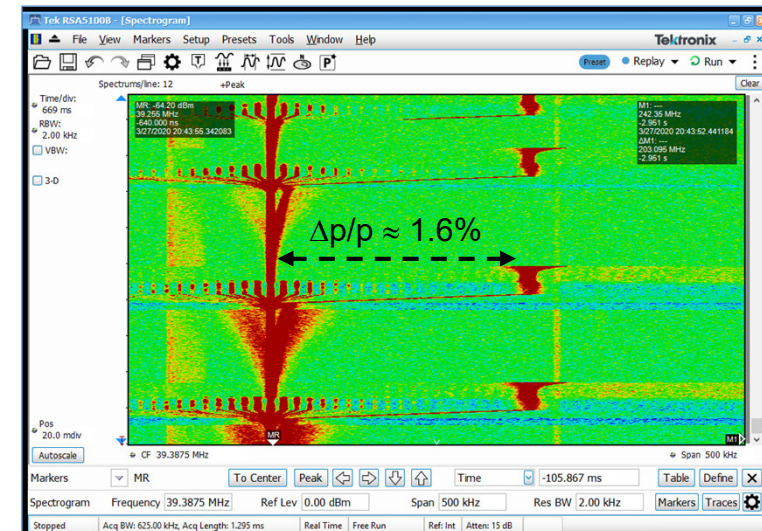 Tek RSA5100B - [Spectrogram]
File View Markers Setup Presets Tools Window Help
Tektronix
Preset Replay Run
Spectrums/line: 12 +Peak Clear
Time/div:
669 ms
RBW:
2.00 kHz
VBW:
3-D
MR: -64.20 dBm
39.255 MHz
-640.000 ns
3/27/2020 20:43:55.342083
M1: ---
242.35 MHz
-2.951 s
3/27/2020 20:43:52.441184
ΔM1: ---
203.095 MHz
-2.951 s
Δp/p ≈ 1.6%
Pos
20.0 mdiv
MR
M1
Autoscale CF 39.3875 MHz Span 500 kHz
Markers MR To Center Peak Time -105.867 ms Table Define
Spectrogram Frequency 39.3875 MHz Ref Lev 0.00 dBm Span 500 kHz Res BW 2.00 kHz Markers Traces
Stopped Acq BW: 625.00 kHz, Acq Length: 1.295 ms Real Time Free Run Ref: Int Atten: 15 dB